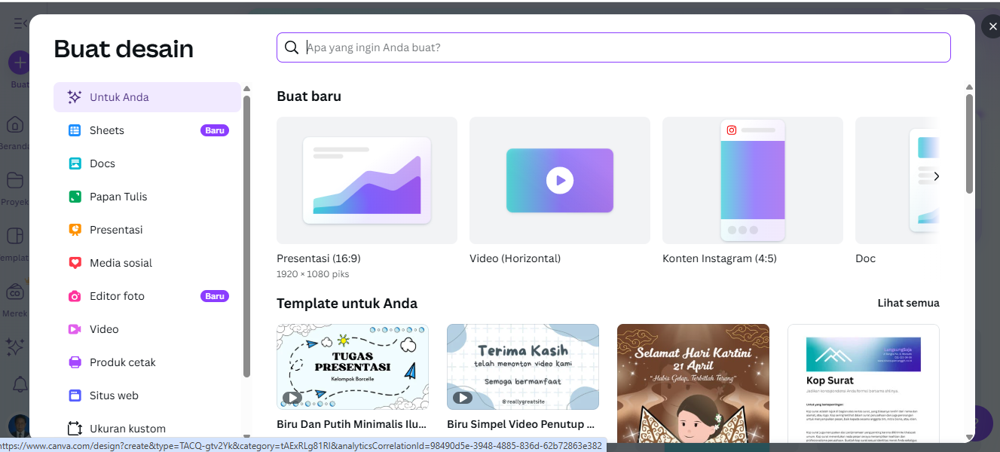 Buat desain
Apa yang ingin Anda buat?
Buat
Beranda
Proyek
Templat
Merek
Untuk Anda
Sheets Baru
Docs
Papan Tulis
Presentasi
Media sosial
Editor foto Baru
Video
Produk cetak
Situs web
Ukuran kustom
Buat baru
Presentasi (16:9)
1920 × 1080 piks
Video (Horizontal)
Konten Instagram (4:5)
Doc
Template untuk Anda
Lihat semua
TUGAS
PRESENTASI
Kelompok Borcelle
Biru Dan Putih Minimalis Ilu...
Terima Kasih
telah menonton video kami
Semoga bermanfaat
@reallygreatsite
Biru Simpel Video Penutup ...
Selamat Hari Kartini
21 April
"Habis Gelap, Terbitlah Terang"
Kop Surat
https://www.canva.com/design?create&type=TACQ-gtv2Yk&category=tAExRLg81RI&analyticsCorrelationId=98490d5e-3948-4885-836d-62b72863e382